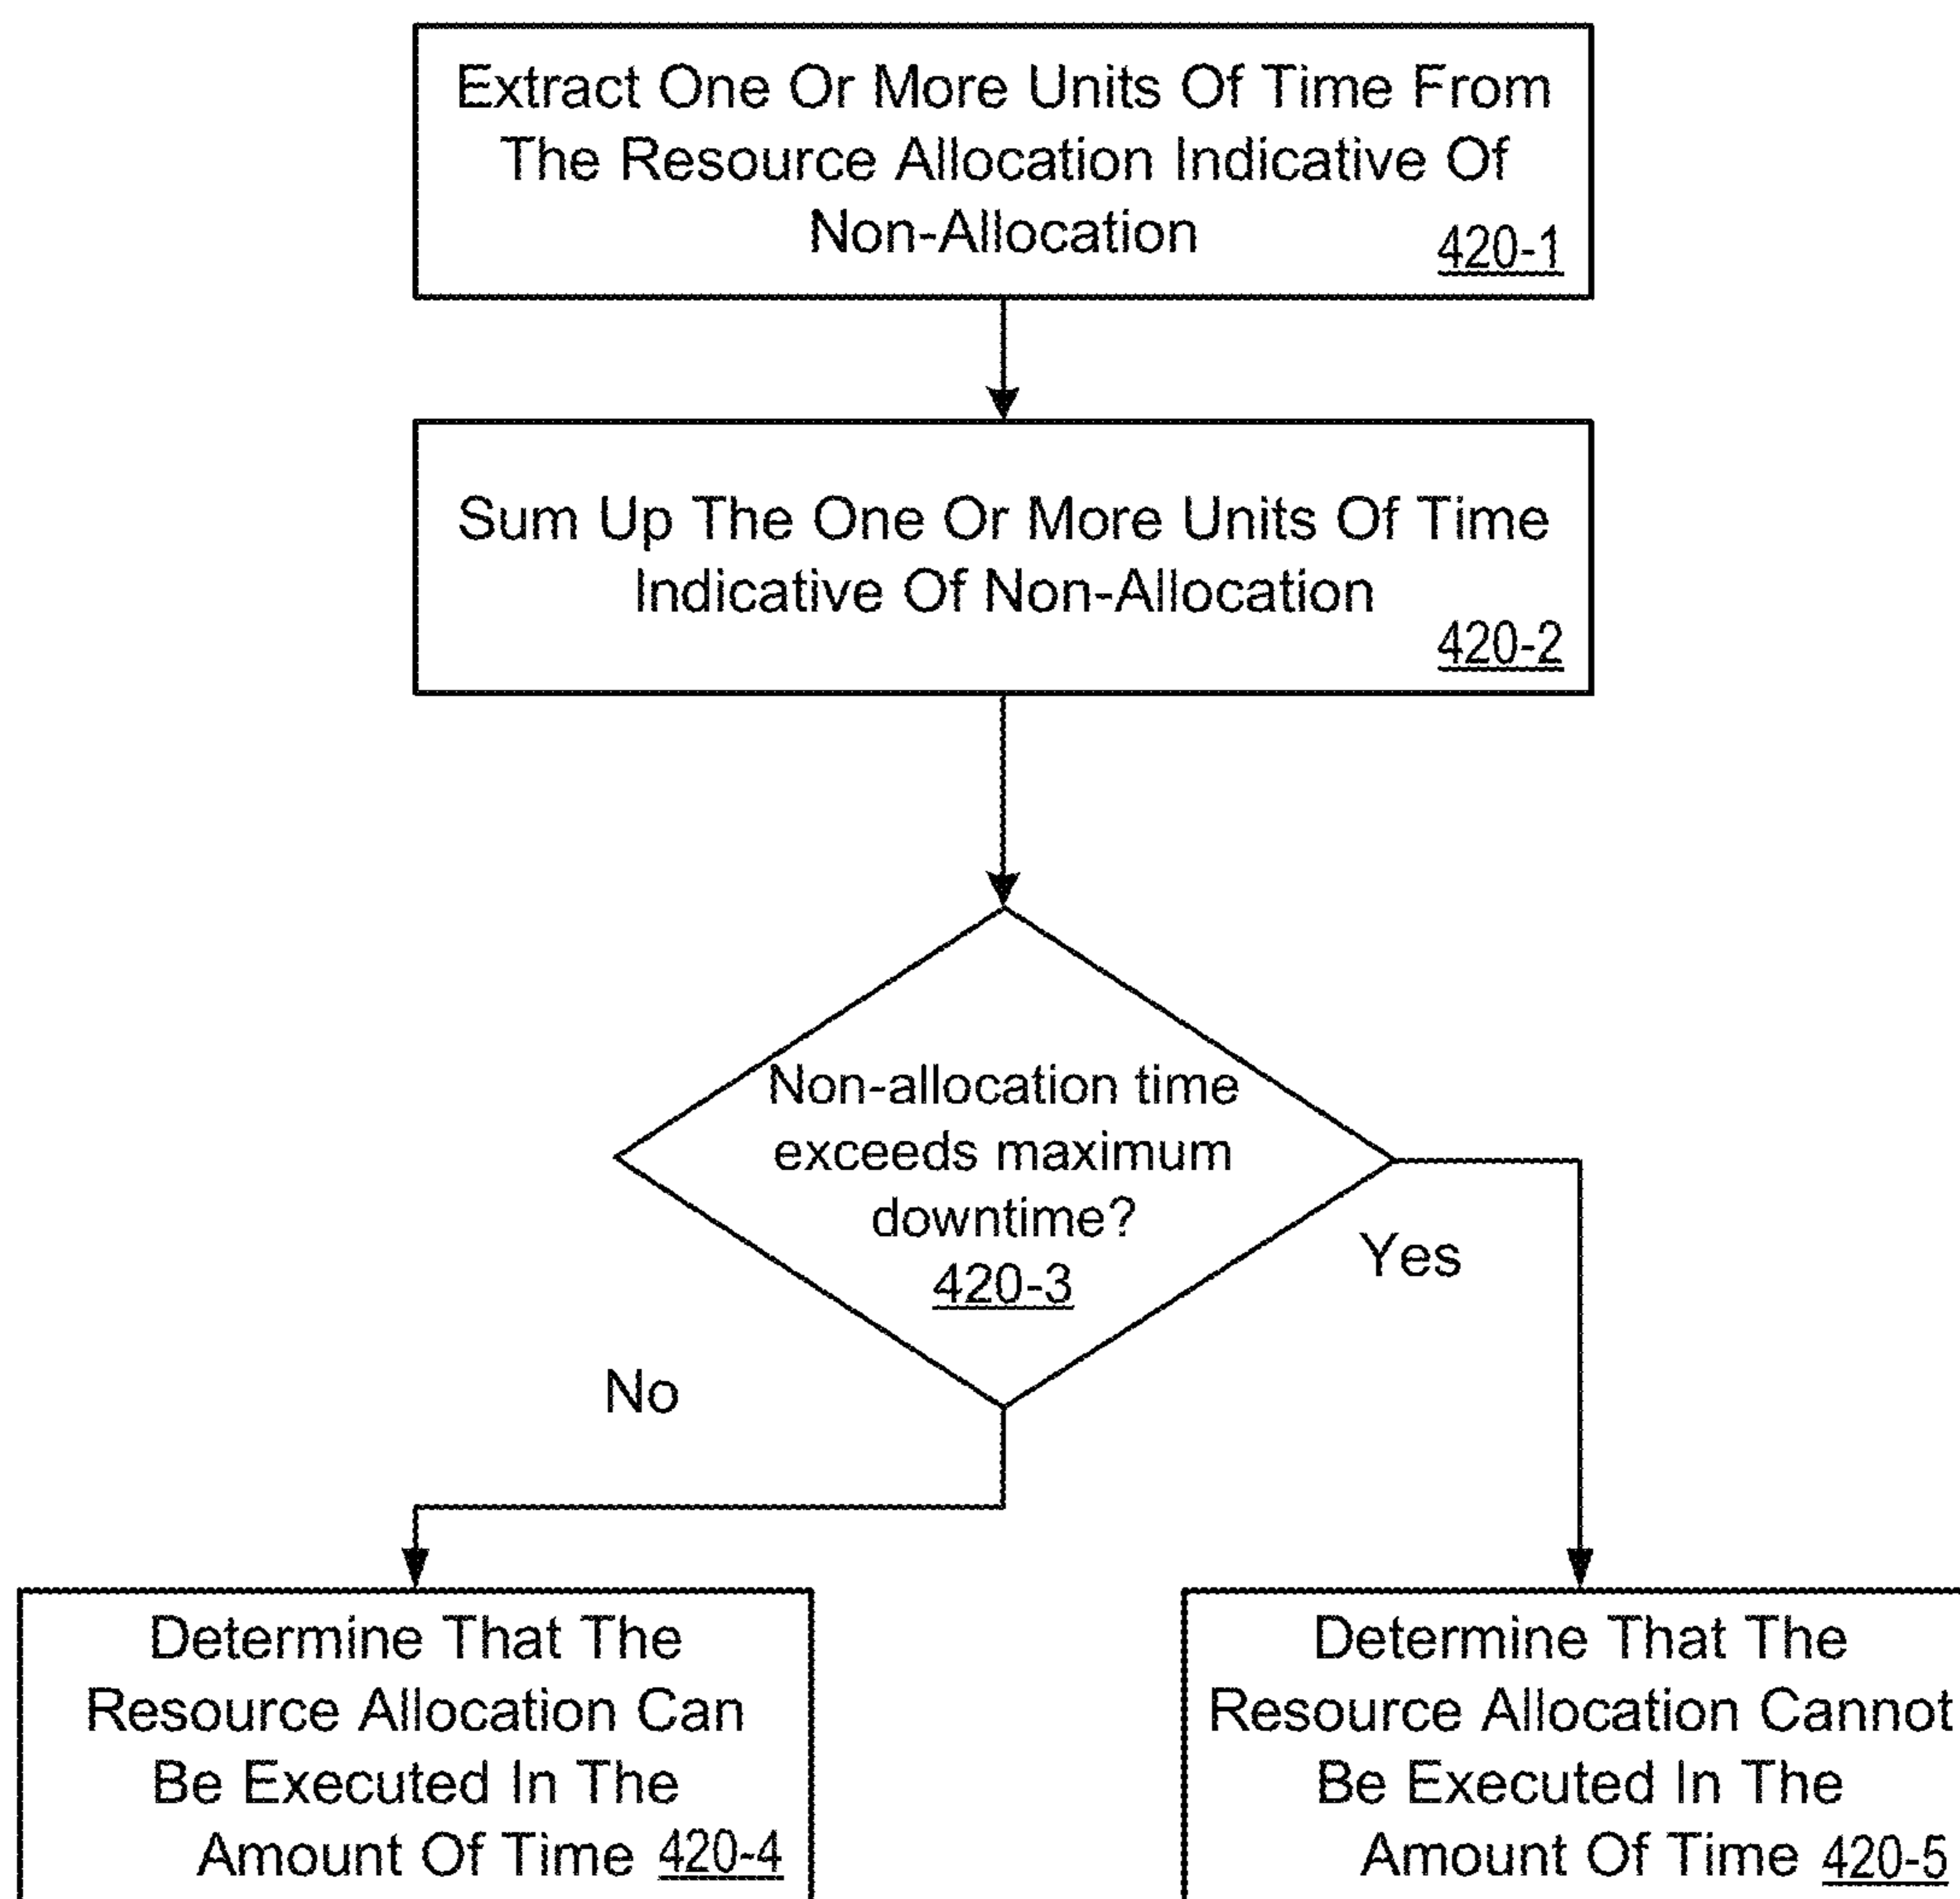 Extract One Or More Units Of Time From
The Resource Allocation Indicative Of
Non-Allocation 420-1
Sum Up The One Or More Units Of Time
Indicative Of Non-Allocation
420-2
Non-allocation time
exceeds maximum
downtime?
420-3
Yes
No
Determine That The
Resource Allocation Can
Be Executed In The
Amount Of Time 420-4
Determine That The
Resource Allocation Cannot
Be Executed In The
Amount Of Time 420-5